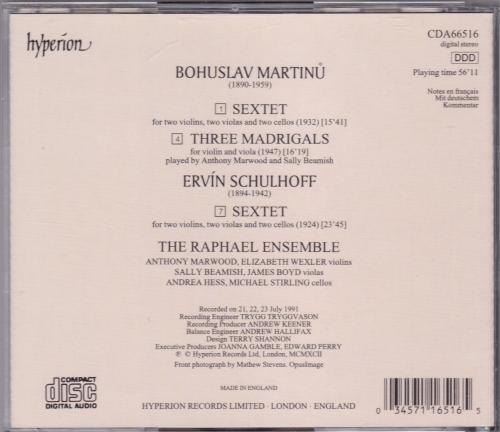 hyperion
CDA66516
digital stereo
DDD
Playing time 56'11
Notes en français
Mit deutschem
Kommentar
BOHUSLAV MARTINŮ
(1890-1959)
1 SEXTET
for two violins, two violas and two cellos (1932) [15'41]
4 THREE MADRIGALS
for violin and viola (1947) [16'19]
played by Anthony Marwood and Sally Beamish
ERVÍN SCHULHOFF
(1894-1942)
7 SEXTET
for two violins, two violas and two cellos (1924) [23'45]
THE RAPHAEL ENSEMBLE
ANTHONY MARWOOD, ELIZABETH WEXLER violins
SALLY BEAMISH, JAMES BOYD violas
ANDREA HESS, MICHAEL STIRLING cellos
Recorded on 21, 22, 23 July 1991
Recording Engineer TRYGG TRYGGVASON
Recording Producer ANDREW KEENER
Balance Engineer ANDREW HALLIFAX
Design TERRY SHANNON
Executive Producers JOANNA GAMBLE, EDWARD PERRY
℗ © Hyperion Records Ltd, London, MCMXCII
Front photograph by Mathew Stevens. OpusImage
COMPACT
disc
DIGITAL AUDIO
MADE IN ENGLAND
HYPERION RECORDS LIMITED · LONDON · ENGLAND
0 34571 16516 5